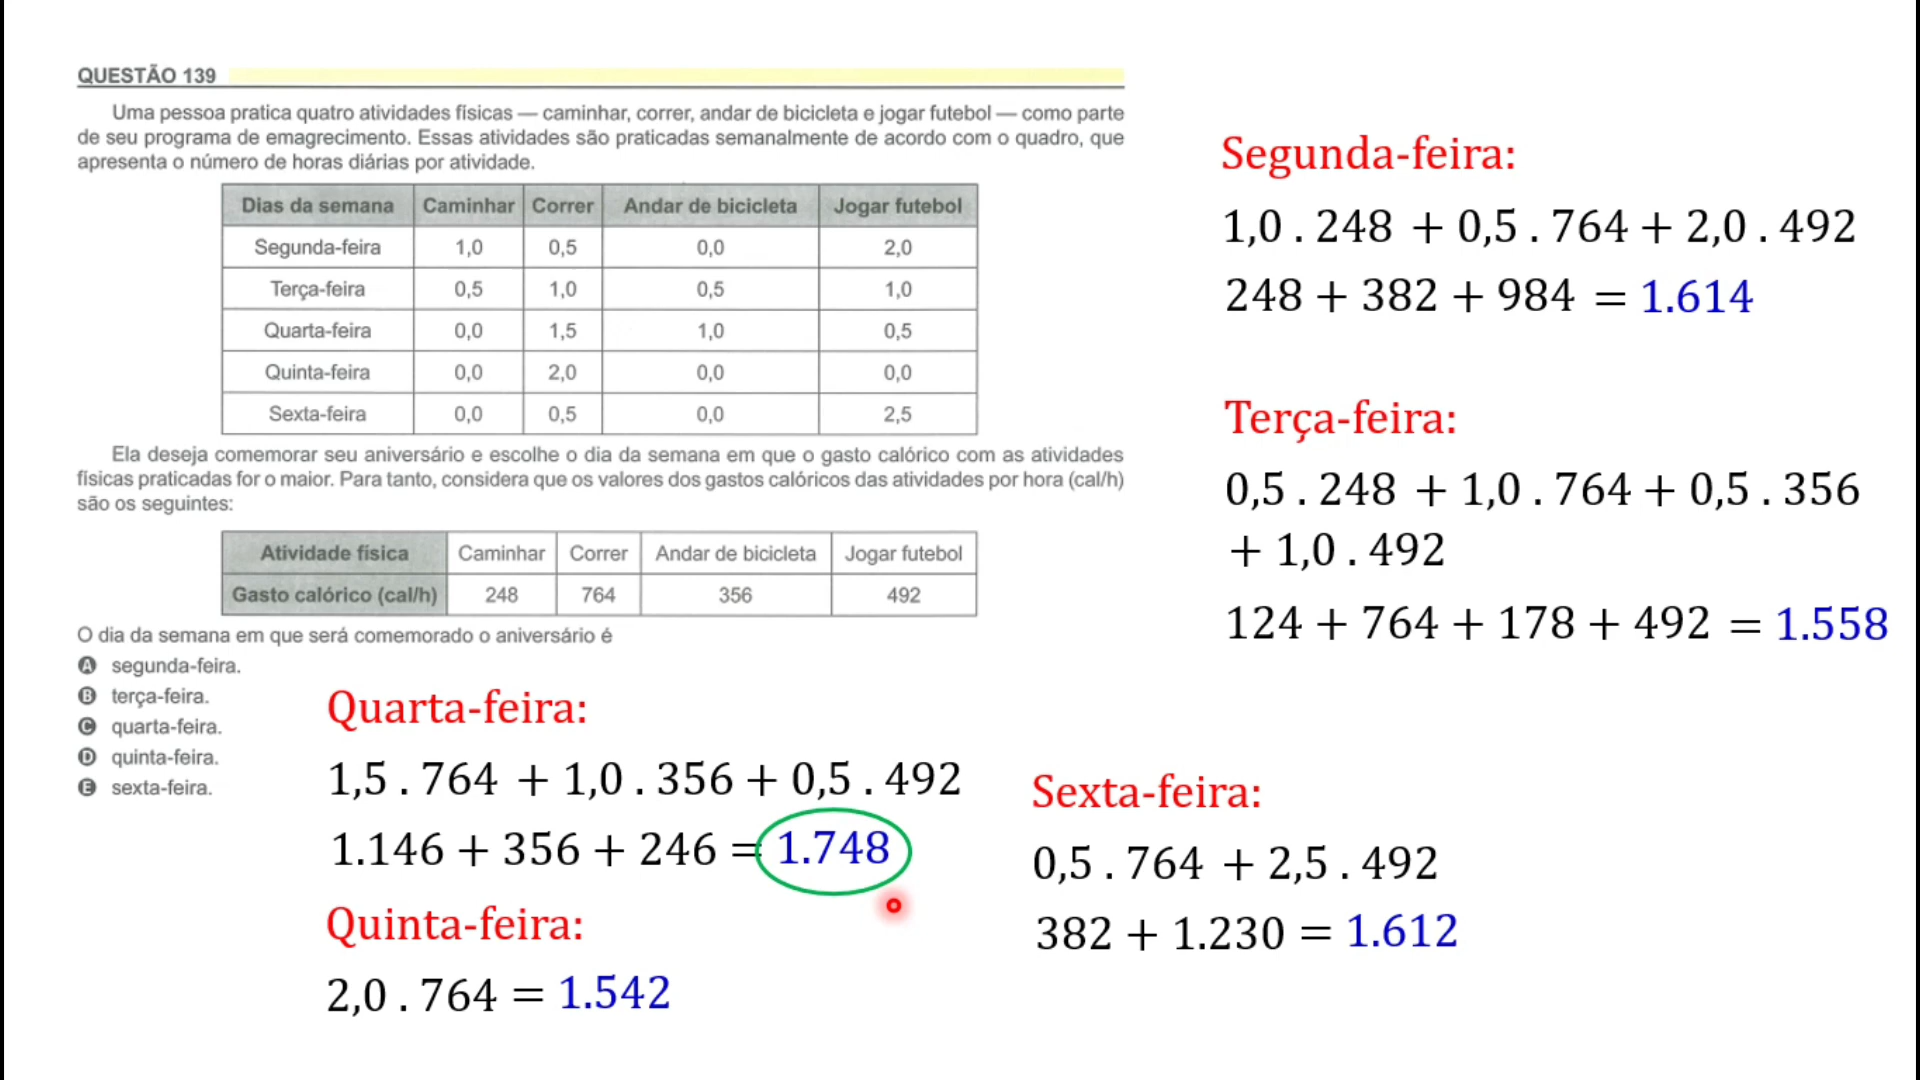 QUESTÃO 139
Uma pessoa pratica quatro atividades físicas — caminhar, correr, andar de bicicleta e jogar futebol — como parte
de seu programa de emagrecimento. Essas atividades são praticadas semanalmente de acordo com o quadro, que
apresenta o número de horas diárias por atividade.
Dias da semana Caminhar Correr Andar de bicicleta Jogar futebol
Segunda-feira 1,0 0,5 0,0 2,0
Terça-feira 0,5 1,0 0,5 1,0
Quarta-feira 0,0 1,5 1,0 0,5
Quinta-feira 0,0 2,0 0,0 0,0
Sexta-feira 0,0 0,5 0,0 2,5
Ela deseja comemorar seu aniversário e escolhe o dia da semana em que o gasto calórico com as atividades
físicas praticadas for o maior. Para tanto, considera que os valores dos gastos calóricos das atividades por hora (cal/h)
são os seguintes:
Atividade física Caminhar Correr Andar de bicicleta Jogar futebol
Gasto calórico (cal/h) 248 764 356 492
O dia da semana em que será comemorado o aniversário é
A segunda-feira.
B terça-feira.
C quarta-feira.
D quinta-feira.
E sexta-feira.
Segunda-feira:
1,0 . 248 + 0,5 . 764 + 2,0 . 492
248 + 382 + 984 = 1.614
Terça-feira:
0,5 . 248 + 1,0 . 764 + 0,5 . 356
+ 1,0 . 492
124 + 764 + 178 + 492 = 1.558
Quarta-feira:
1,5 . 764 + 1,0 . 356 + 0,5 . 492
1.146 + 356 + 246 = 1.748
Quinta-feira:
2,0 . 764 = 1.542
Sexta-feira:
0,5 . 764 + 2,5 . 492
382 + 1.230 = 1.612